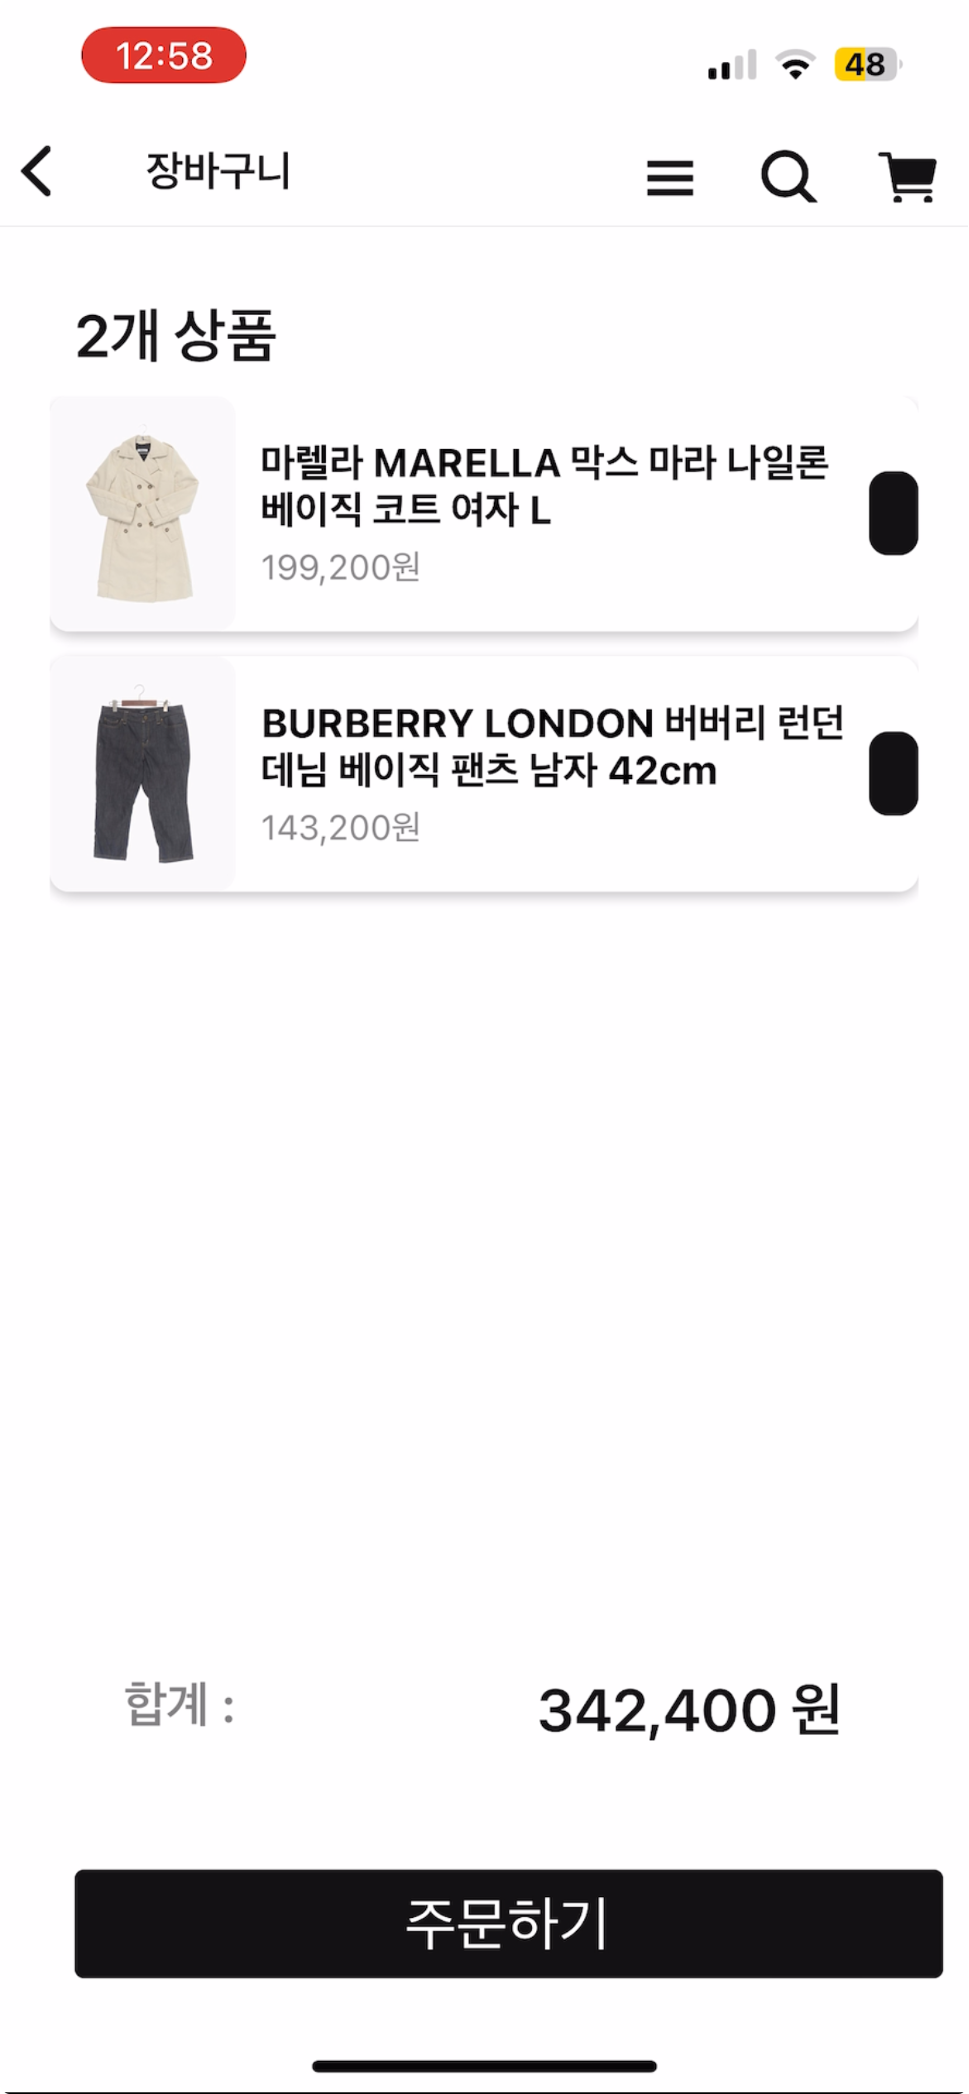 12:58
48
장바구니
2개 상품
마렐라 MARELLA 막스 마라 나일론
베이직 코트 여자 L
199,200원
BURBERRY LONDON 버버리 런던
데님 베이직 팬츠 남자 42cm
143,200원
합계 : 342,400 원
주문하기